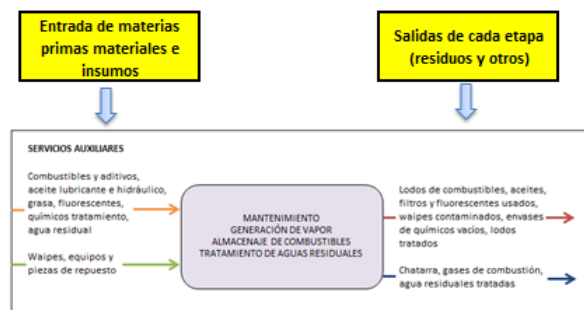 Entrada de materias
primas materiales e
insumos
Salidas de cada etapa
(residuos y otros)
SERVICIOS AUXILIARES
Combustibles y aditivos,
aceite lubricante e hidráulico,
grasa, fluorescentes,
químicos tratamiento,
agua residual
Waipes, equipos y
piezas de repuesto
MANTENIMIENTO
GENERACIÓN DE VAPOR
ALMACENAJE DE COMBUSTIBLES
TRATAMIENTO DE AGUAS RESIDUALES
Lodos de combustibles, aceites,
filtros y fluorescentes usados,
waipes contaminados, envases
de químicos vacíos, lodos
tratados
Chatarra, gases de combustión,
agua residuales tratadas